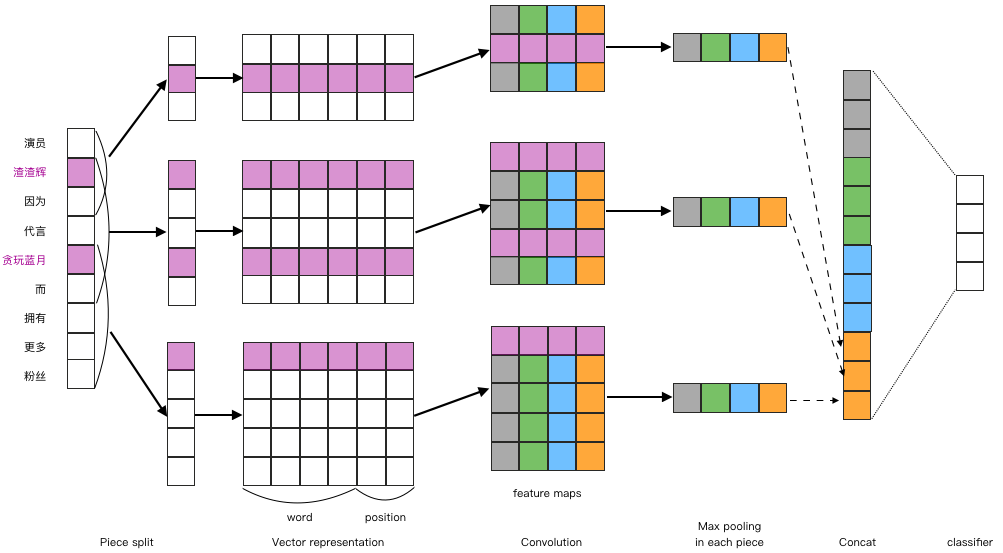 演员
渣渣辉
因为
代言
贪玩蓝月
而
拥有
更多
粉丝
feature maps
word
position
Piece split
Vector representation
Convolution
Max pooling
in each piece
Concat
classifier